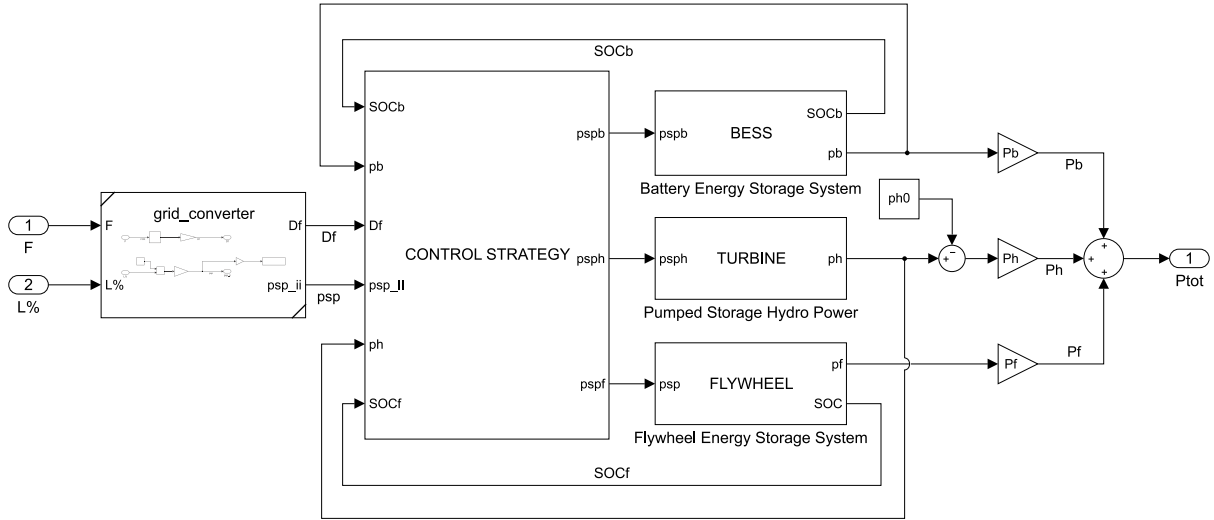 SOCb
SOCb
pb
Df
psp_II
ph
SOCf
CONTROL STRATEGY
pspb
psph
pspf
1
F
2
L%
grid_converter
F
L%
Df
psp_ii
Df
psp
pspb
BESS
SOCb
pb
Battery Energy Storage System
psph
TURBINE
ph
Pumped Storage Hydro Power
psp
FLYWHEEL
pf
SOC
Flywheel Energy Storage System
SOCf
ph0
+
−
Pb
Pb
Ph
Ph
Pf
Pf
+
+
+
1
Ptot